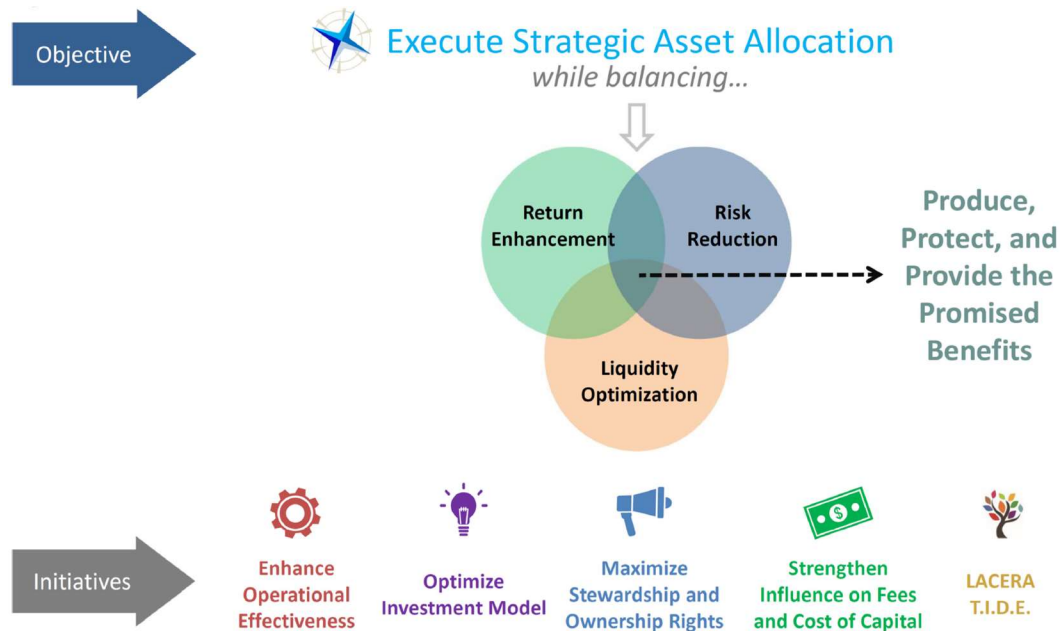 Objective
Execute Strategic Asset Allocation
while balancing...
Return
Enhancement
Risk
Reduction
Liquidity
Optimization
Produce,
Protect, and
Provide the
Promised
Benefits
Initiatives
Enhance
Operational
Effectiveness
Optimize
Investment Model
Maximize
Stewardship and
Ownership Rights
$
Strengthen
Influence on Fees
and Cost of Capital
LACERA
T.I.D.E.